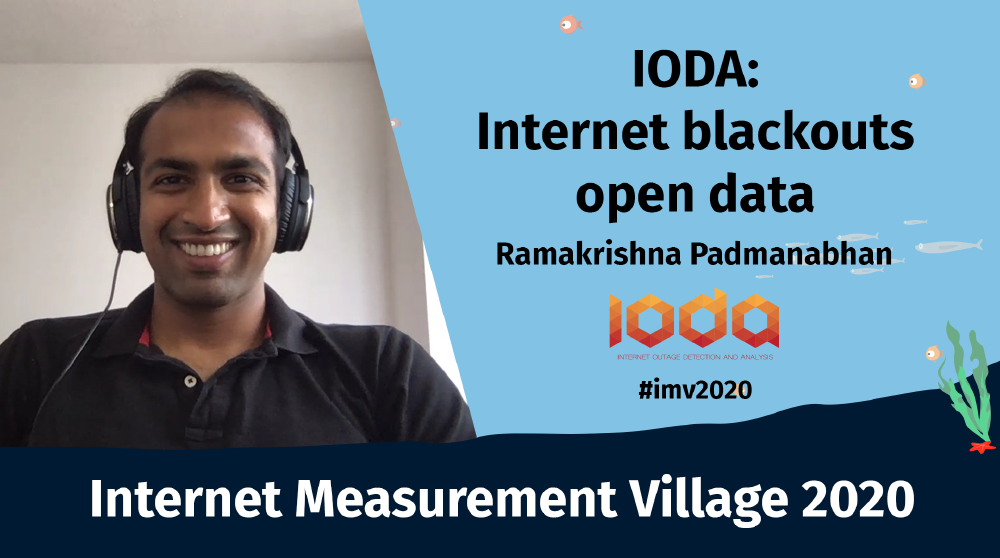 IODA:
Internet blackouts
open data
Ramakrishna Padmanabhan
ioda
INTERNET OUTAGE DETECTION AND ANALYSIS
#imv2020
Internet Measurement Village 2020